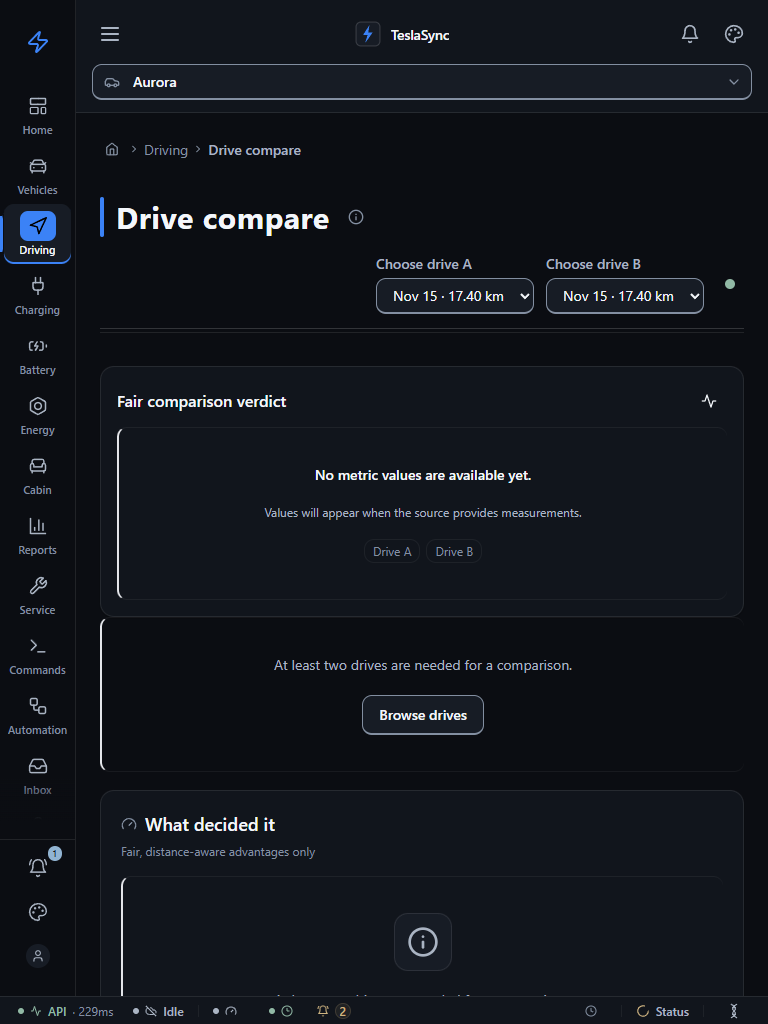 TeslaSync
Aurora
Home
Vehicles
Driving
Charging
Battery
Energy
Cabin
Reports
Service
Commands
Automation
Inbox
1
Driving
Drive compare
Drive compare
Choose drive A
Choose drive B
Nov 15 · 17.40 km
Nov 15 · 17.40 km
Fair comparison verdict
No metric values are available yet.
Values will appear when the source provides measurements.
Drive A
Drive B
At least two drives are needed for a comparison.
Browse drives
What decided it
Fair, distance-aware advantages only
API · 229ms
Idle
2
Status